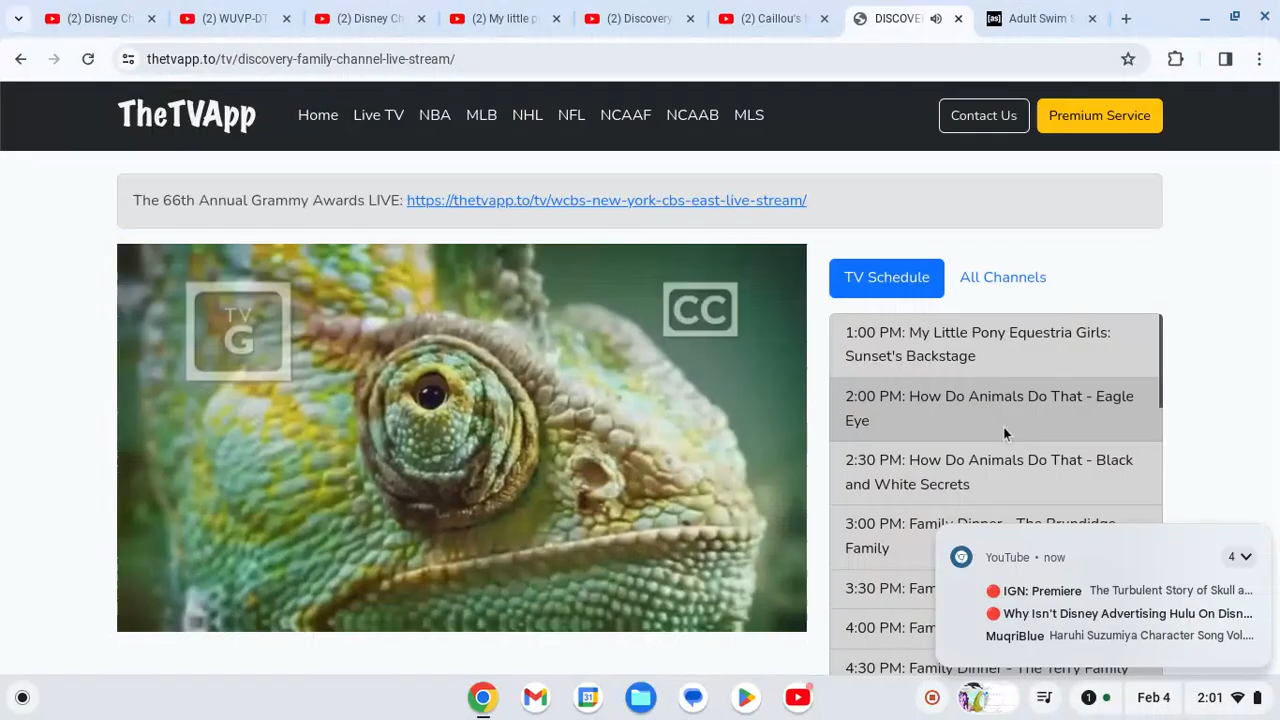 (2) Disney Ch
(2) WUVP-DT
(2) Disney Ch
(2) My little p
(2) Discovery
(2) Caillou's
DISCOVE
[as]
Adult Swim
thetvapp.to/tv/discovery-family-channel-live-stream/
TheTVApp
Home
Live TV
NBA
MLB
NHL
NFL
NCAAF
NCAAB
MLS
Contact Us
Premium Service
The 66th Annual Grammy Awards LIVE: https://thetvapp.to/tv/wcbs-new-york-cbs-east-live-stream/
TV
G
CC
TV Schedule
All Channels
1:00 PM: My Little Pony Equestria Girls:
Sunset's Backstage
2:00 PM: How Do Animals Do That - Eagle
Eye
2:30 PM: How Do Animals Do That - Black
and White Secrets
3:00 PM: Family Dinner - The Brundidge
Family
3:30 PM: Fam
4:00 PM: Fam
4:30 PM: Family Dinner - The Terry Family
YouTube • now
4
IGN: Premiere The Turbulent Story of Skull a...
Why Isn't Disney Advertising Hulu On Disn...
MuqriBlue Haruhi Suzumiya Character Song Vol....
31
1
Feb 4
2:01